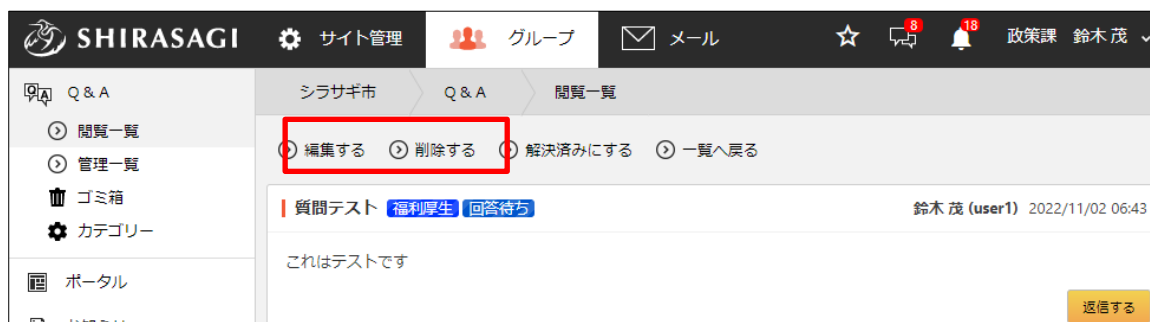 SHIRASAGI サイト管理 グループ メール 8 18 政策課 鈴木 茂
Q & A
閲覧一覧
管理一覧
ゴミ箱
カテゴリー
ポータル
シラサギ市 Q & A 閲覧一覧
編集する 削除する 解決済みにする 一覧へ戻る
質問テスト 福利厚生 回答待ち 鈴木 茂 (user1) 2022/11/02 06:43
これはテストです
返信する